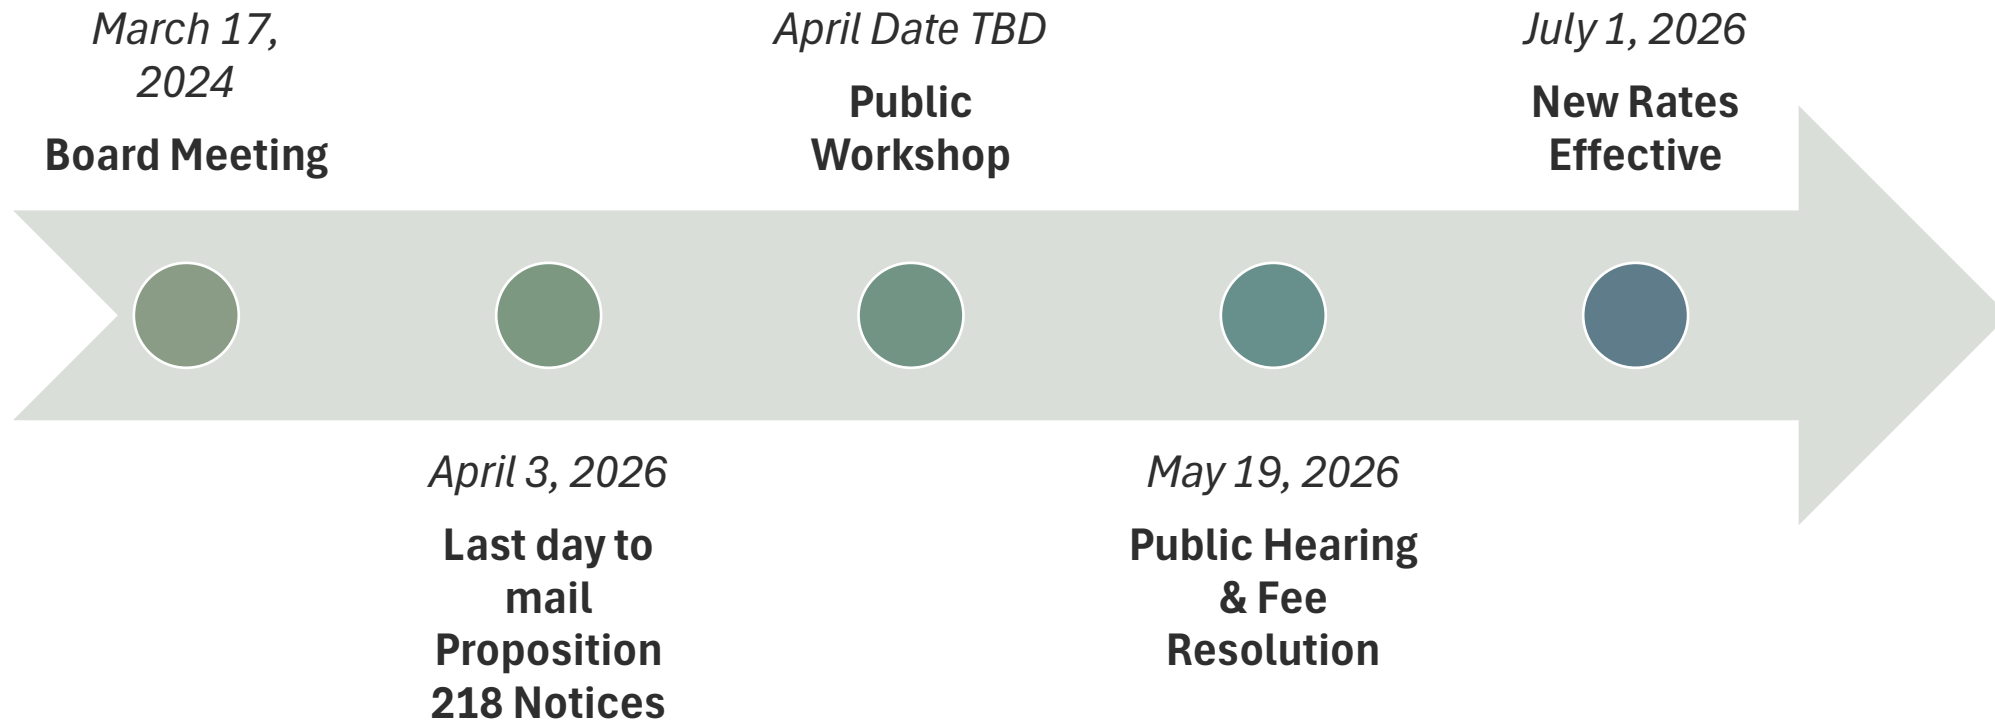 March 17,
2024
Board Meeting
April 3, 2026
Last day to
mail
Proposition
218 Notices
April Date TBD
Public
Workshop
May 19, 2026
Public Hearing
& Fee
Resolution
July 1, 2026
New Rates
Effective